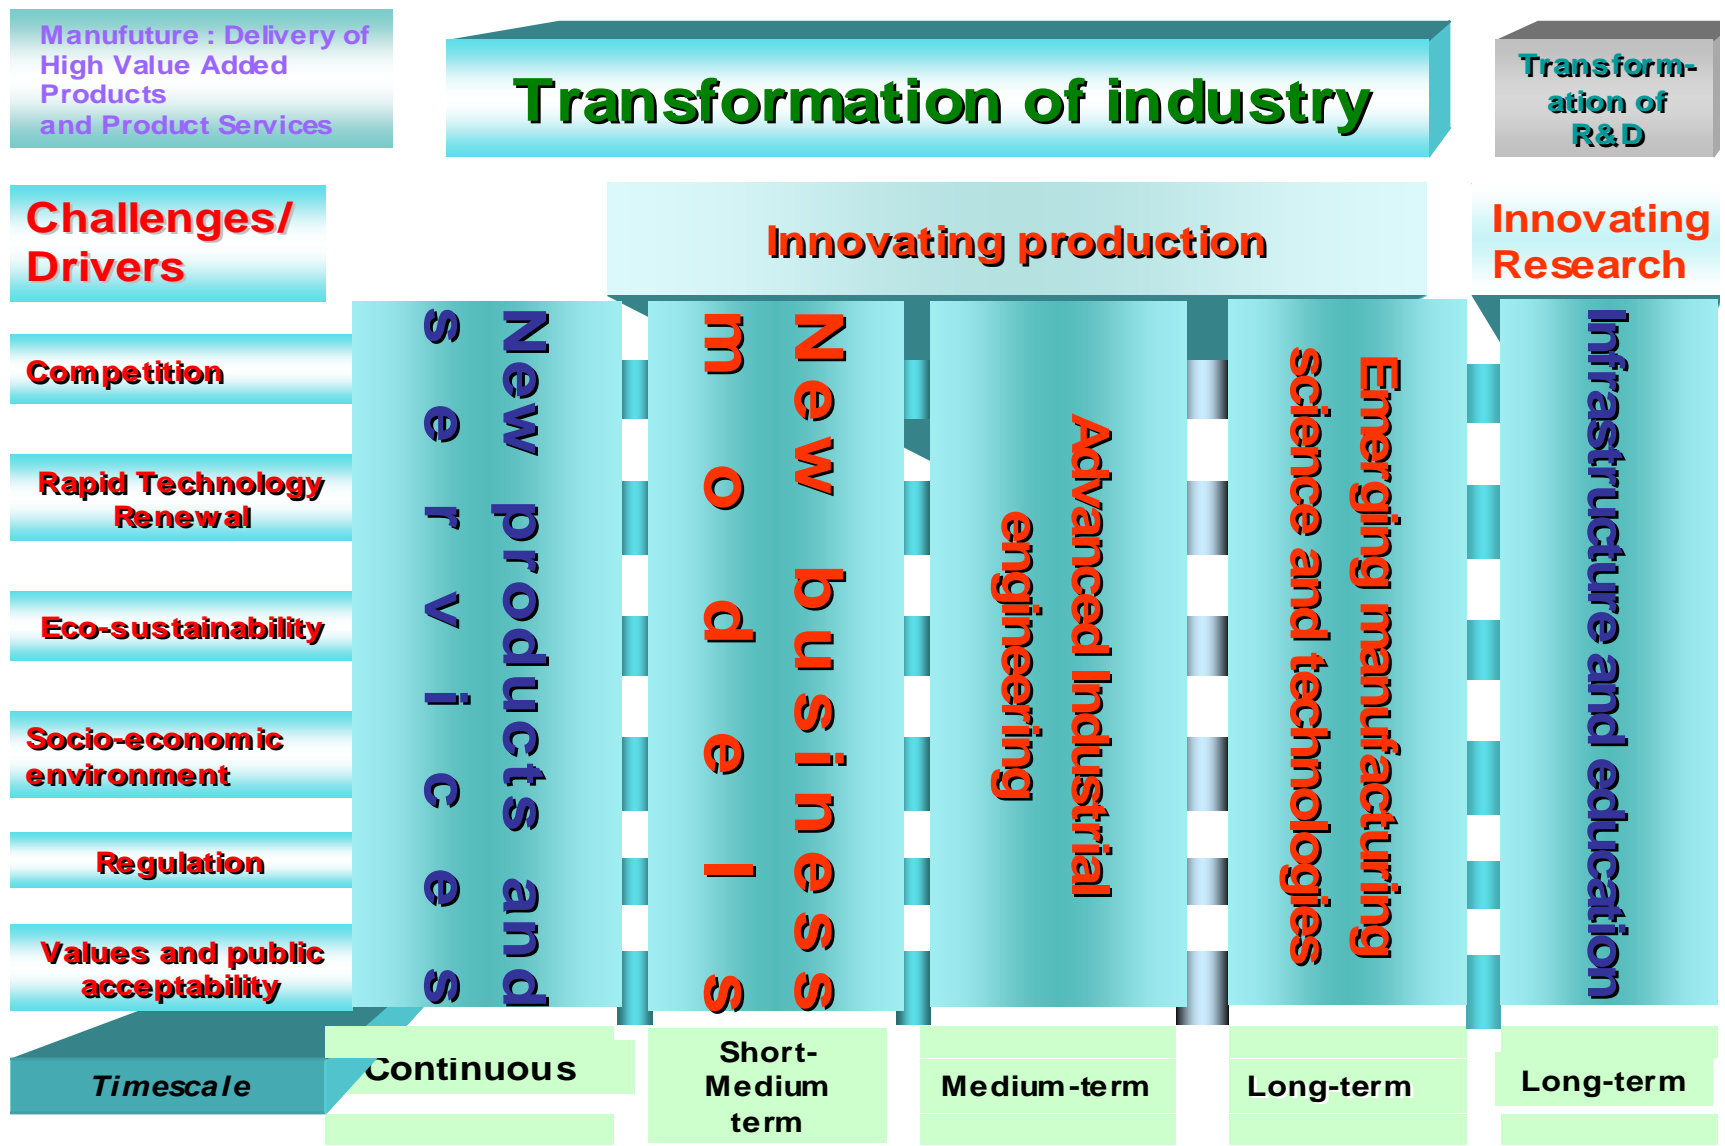 Manufuture : Delivery of
High Value Added
Products
and Product Services
Transformation of industry
Transform-
ation of
R&D
Challenges/
Drivers
Innovating production
Innovating
Research
Competition
Rapid Technology
Renewal
Eco-sustainability
Socio-economic
environment
Regulation
Values and public
acceptability
New products and
services
New business
models
Advanced Industrial
engineering
Emerging manufacturing
science and technologies
Infrastructure and education
Timescale
Continuous
Short-
Medium
term
Medium-term
Long-term
Long-term